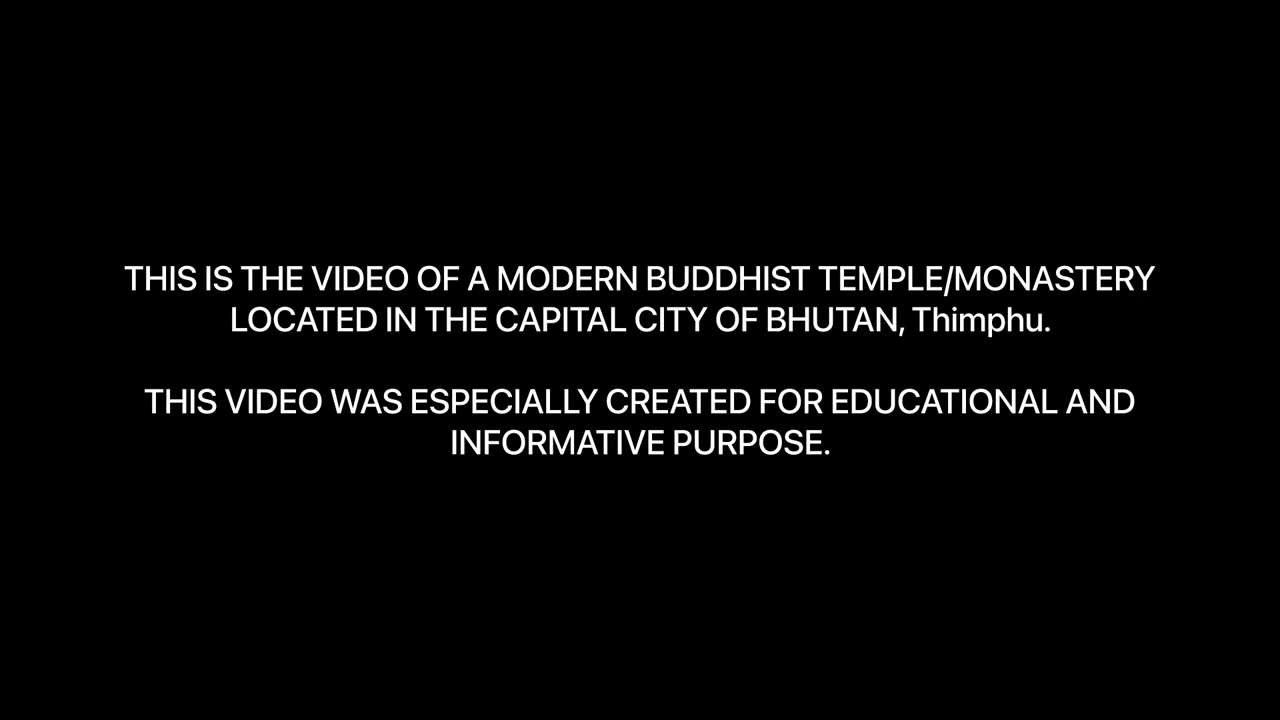 THIS IS THE VIDEO OF A MODERN BUDDHIST TEMPLE/MONASTERY
LOCATED IN THE CAPITAL CITY OF BHUTAN, Thimphu.
THIS VIDEO WAS ESPECIALLY CREATED FOR EDUCATIONAL AND
INFORMATIVE PURPOSE.